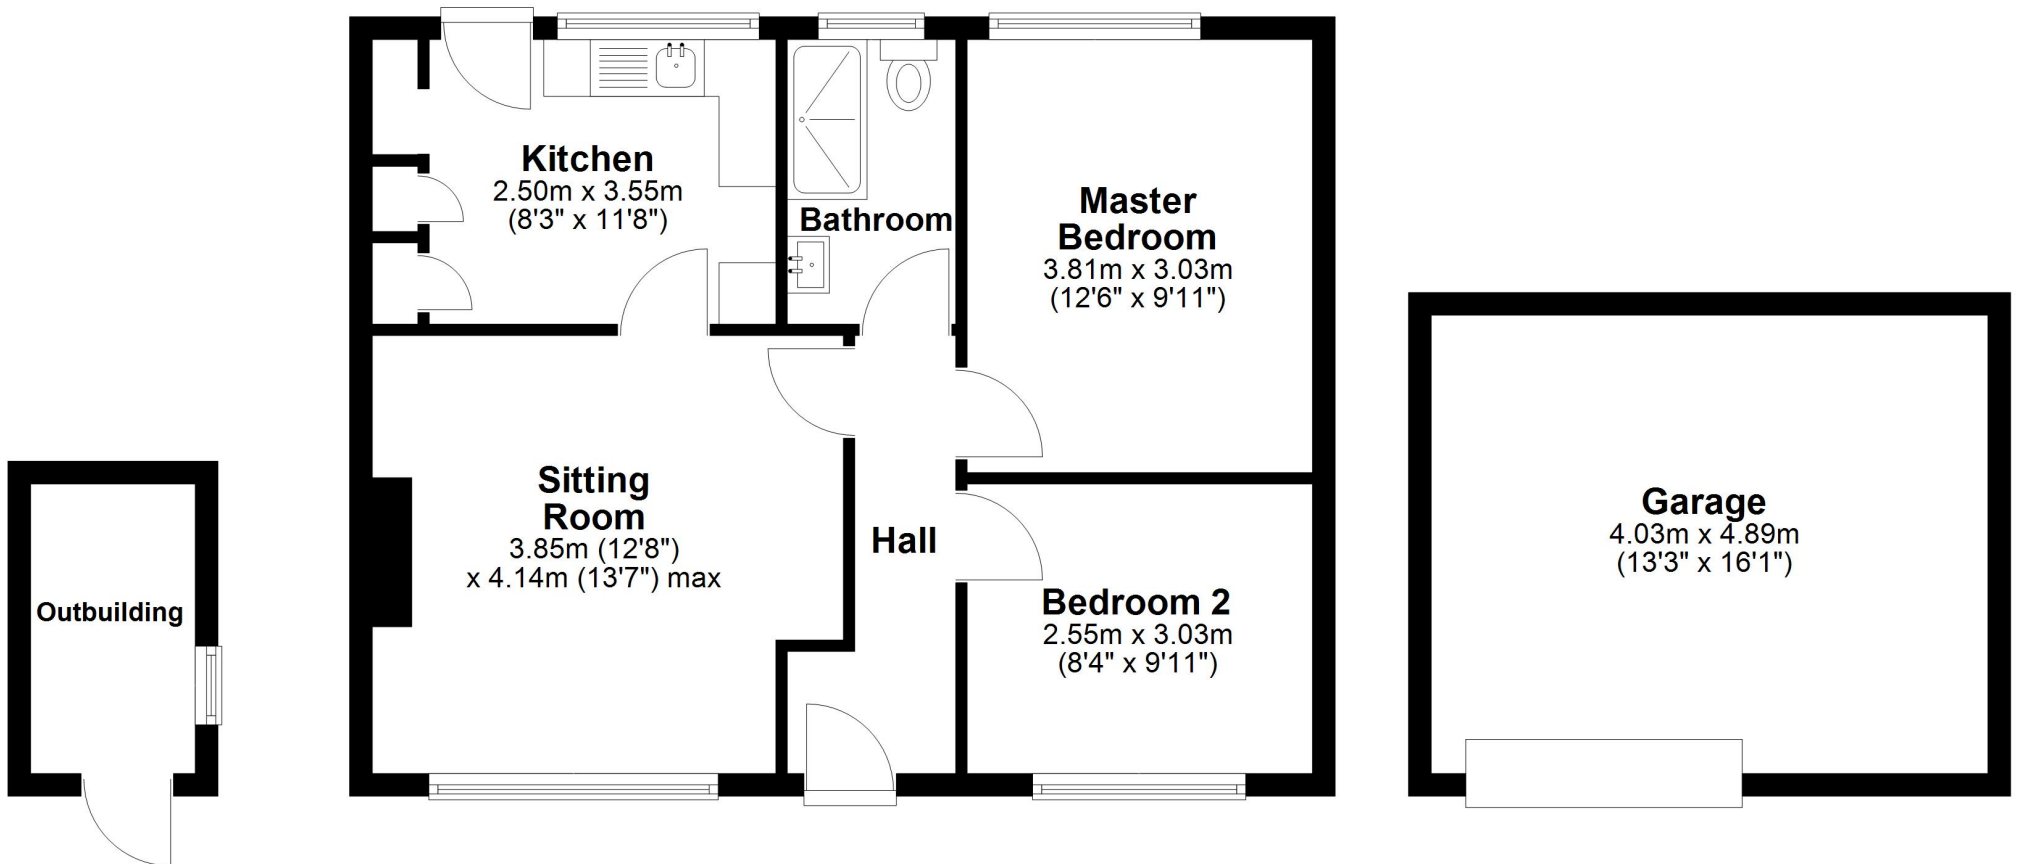 Kitchen
2.50m x 3.55m
(8'3" x 11'8")
Bathroom
Master
Bedroom
3.81m x 3.03m
(12'6" x 9'11")
Sitting
Room
3.85m (12'8")
x 4.14m (13'7") max
Hall
Bedroom 2
2.55m x 3.03m
(8'4" x 9'11")
Outbuilding
Garage
4.03m x 4.89m
(13'3" x 16'1")